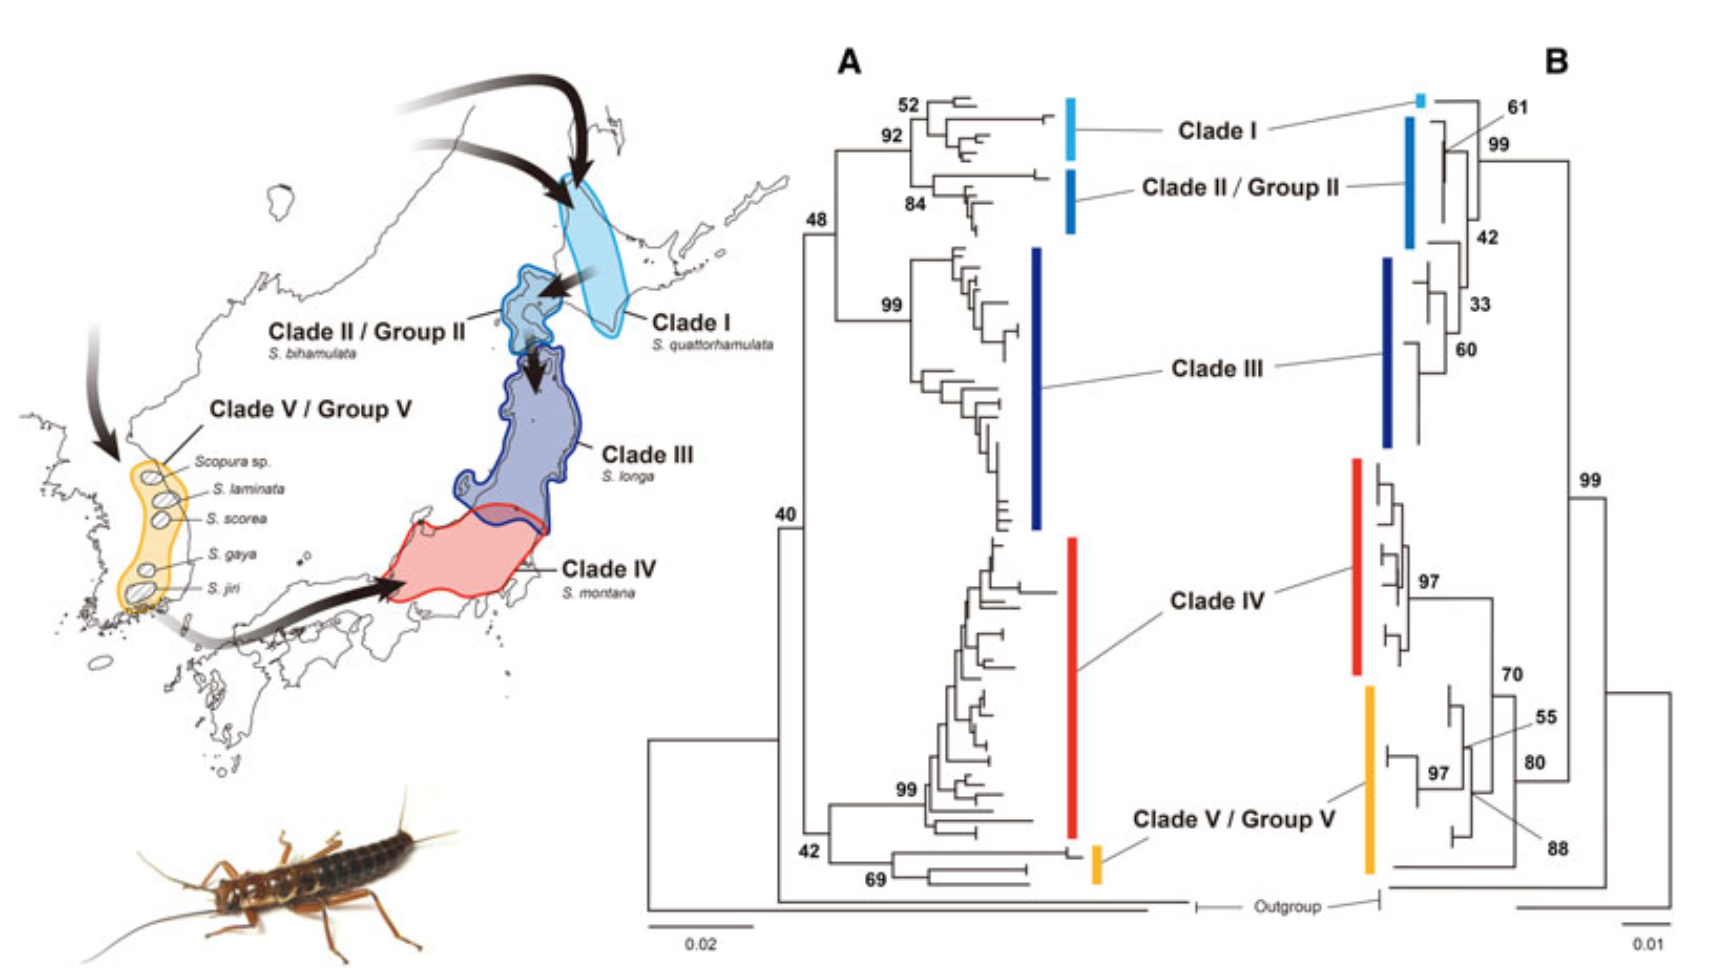 Clade II / Group II
S. bihamulata
Clade I
S. quattorhamulata
Clade V / Group V
Scopura sp.
S. laminata
S. scorea
S. gaya
S. jiri
Clade III
S. longa
Clade IV
S. montana
A
B
52
92
84
48
99
40
99
42
69
Clade I
Clade II / Group II
Clade III
Clade IV
Clade V / Group V
Outgroup
61
99
42
33
60
99
97
70
55
97
80
88
0.02
0.01